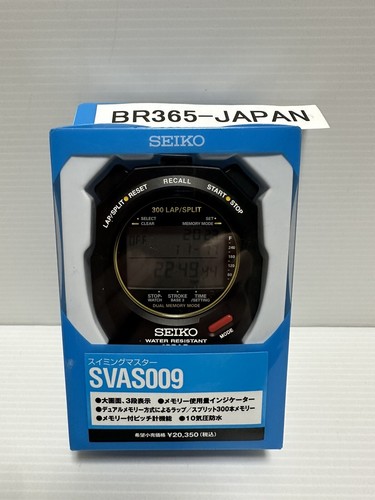 BR365-JAPAN
SEIKO
LAP/SPLIT RESET RECALL START STOP
300 LAP/SPLIT
SELECT SET
CLEAR MEMORY MODE
STOP-WATCH STROKE BASE 3 TIME/SETTING
DUAL MEMORY MODE
SEIKO
MODE
WATER RESISTANT
スイミングマスター
SVAS009
●大画面、3段表示 ●メモリー使用量インジケーター
●デュアルメモリー方式によるラップ/スプリット300本メモリー
●メモリー付ピッチ計機能 ●10気圧防水
希望小売価格 ¥20,350(税込)